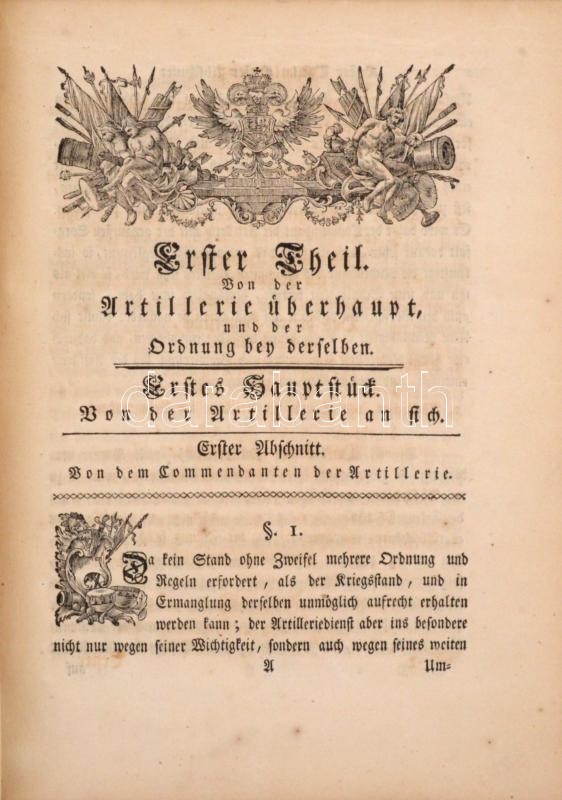 Erster Theil.
Von der
Artillerie überhaupt,
und der
Ordnung bey derselben.
Erstes Hauptstück.
darabanth
Von der Artillerie an sich.
Erster Abschnitt.
Von dem Commendanten der Artillerie.
§. 1.
Da kein Stand ohne Zweifel mehrere Ordnung und
Regeln erfordert, als der Kriegsstand, und in
Ermanglung derselben unmöglich aufrecht erhalten
werden kann; der Artilleriedienst aber ins besondere
nicht nur wegen seiner Wichtigkeit, sondern auch wegen seines weiten
A Um-